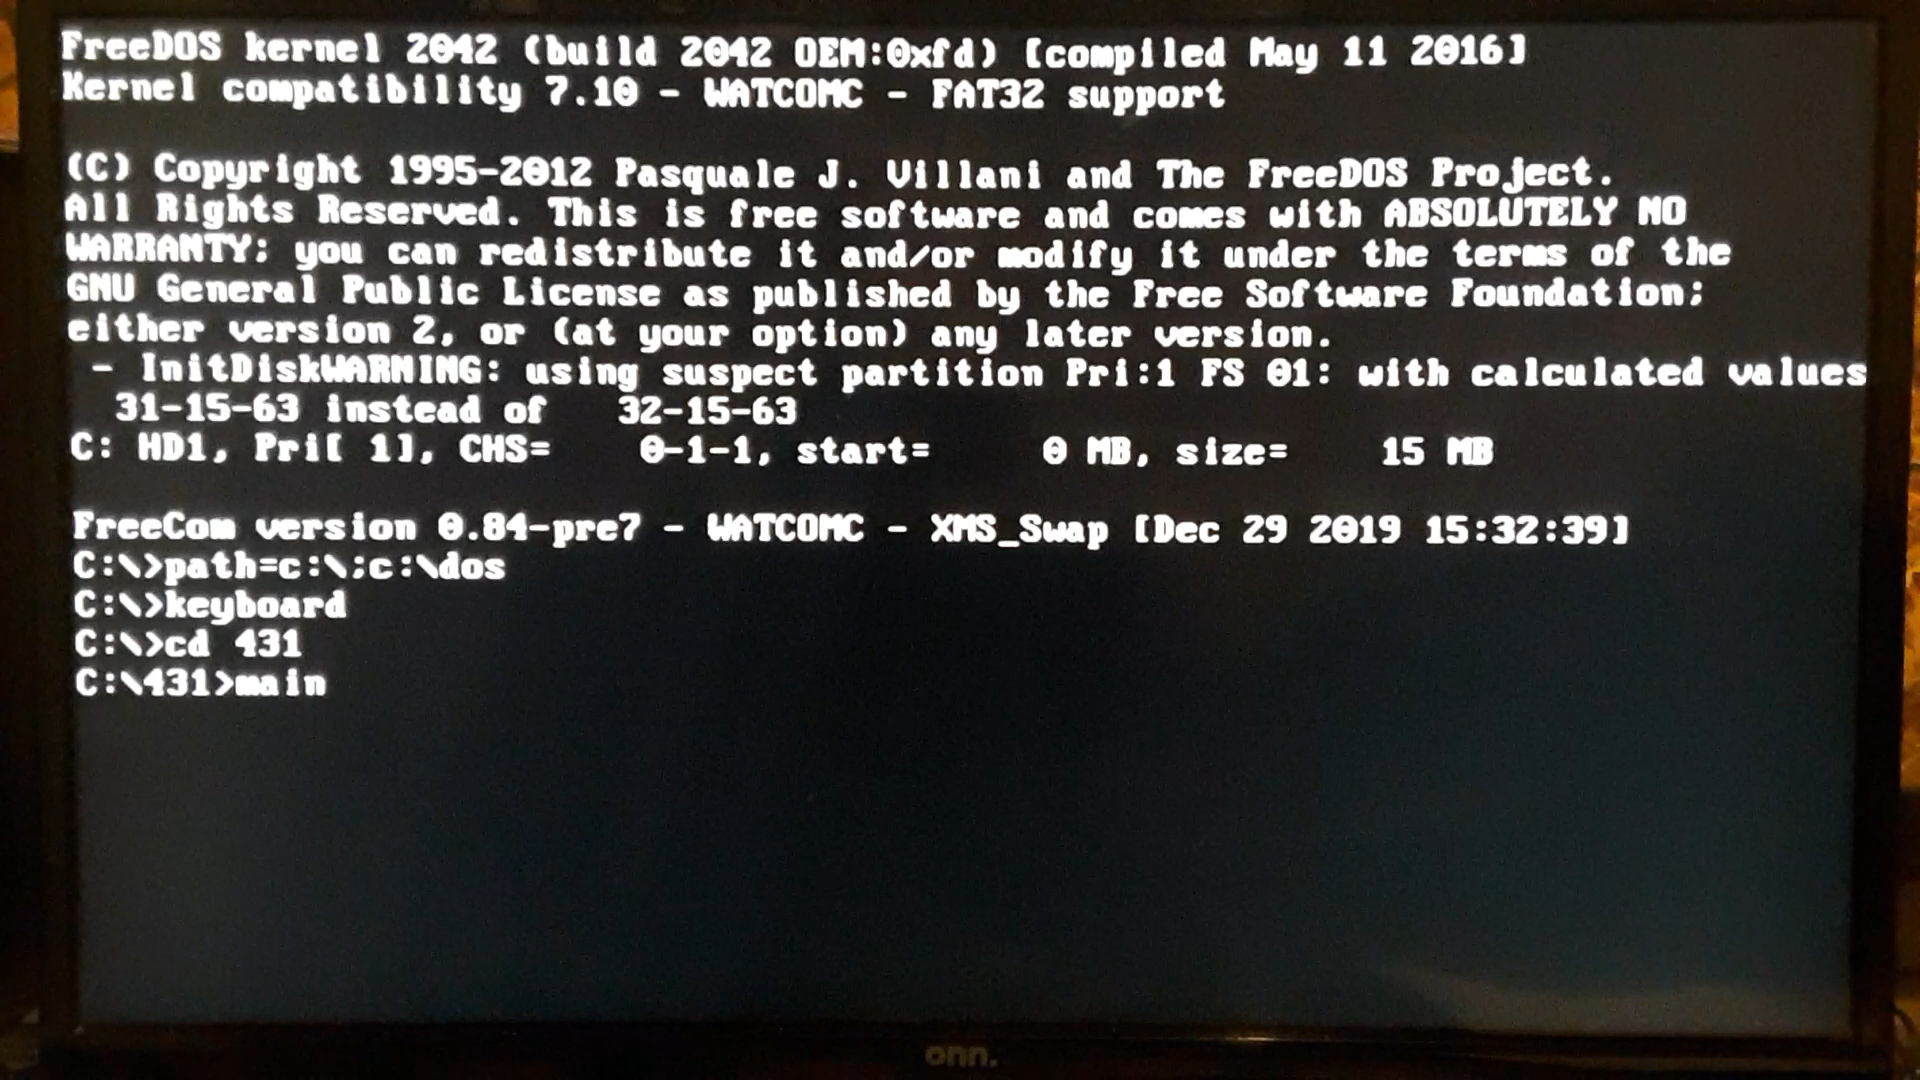 FreeDOS kernel 2042 (build 2042 OEM:0xfd) [compiled May 11 2016]
Kernel compatibility 7.10 - WATCOMC - FAT32 support
(C) Copyright 1995-2012 Pasquale J. Villani and The FreeDOS Project.
All Rights Reserved. This is free software and comes with ABSOLUTELY NO
WARRANTY; you can redistribute it and/or modify it under the terms of the
GNU General Public License as published by the Free Software Foundation;
either version 2, or (at your option) any later version.
- InitDiskWARNING: using suspect partition Pri:1 FS 01: with calculated values
31-15-63 instead of 32-15-63
C: HD1, Pri[ 1], CHS= 0-1-1, start= 0 MB, size= 15 MB
FreeCom version 0.84-pre7 - WATCOMC - XMS_Swap [Dec 29 2019 15:32:39]
C:\>path=c:\;c:\dos
C:\>keyboard
C:\>cd 431
C:\431>main
onn.